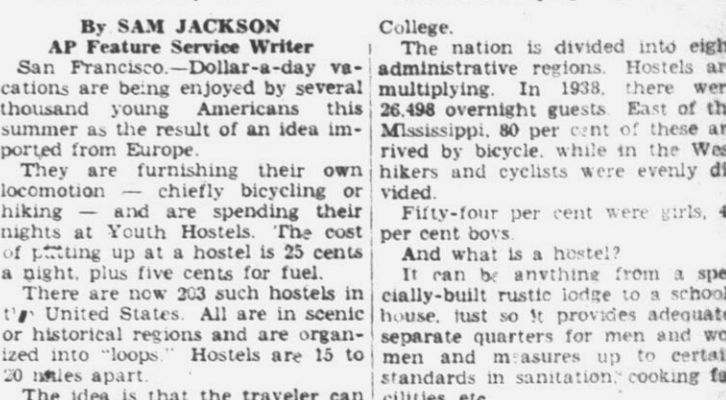 By SAM JACKSON
AP Feature Service Writer
San Francisco.—Dollar-a-day va-
cations are being enjoyed by several
thousand young Americans this
summer as the result of an idea im-
ported from Europe.
They are furnishing their own
locomotion — chiefly bicycling or
hiking — and are spending their
nights at Youth Hostels. The cost
of putting up at a hostel is 25 cents
a night, plus five cents for fuel.
There are now 203 such hostels in
the United States. All are in scenic
or historical regions and are organ-
ized into "loops." Hostels are 15 to
20 miles apart.
The idea is that the traveler can
College.
The nation is divided into eigh
administrative regions. Hostels ar
multiplying. In 1938, there wer
26,498 overnight guests. East of th
Mississippi, 80 per cent of these ar
rived by bicycle, while in the Wes
hikers and cyclists were evenly di
vided.
Fifty-four per cent were girls, 4
per cent boys.
And what is a hostel?
It can be anything from a spe
cially-built rustic lodge to a school
house, just so it provides adequate
separate quarters for men and wo
men and measures up to certai
standards in sanitation, cooking fa
cilities, etc.